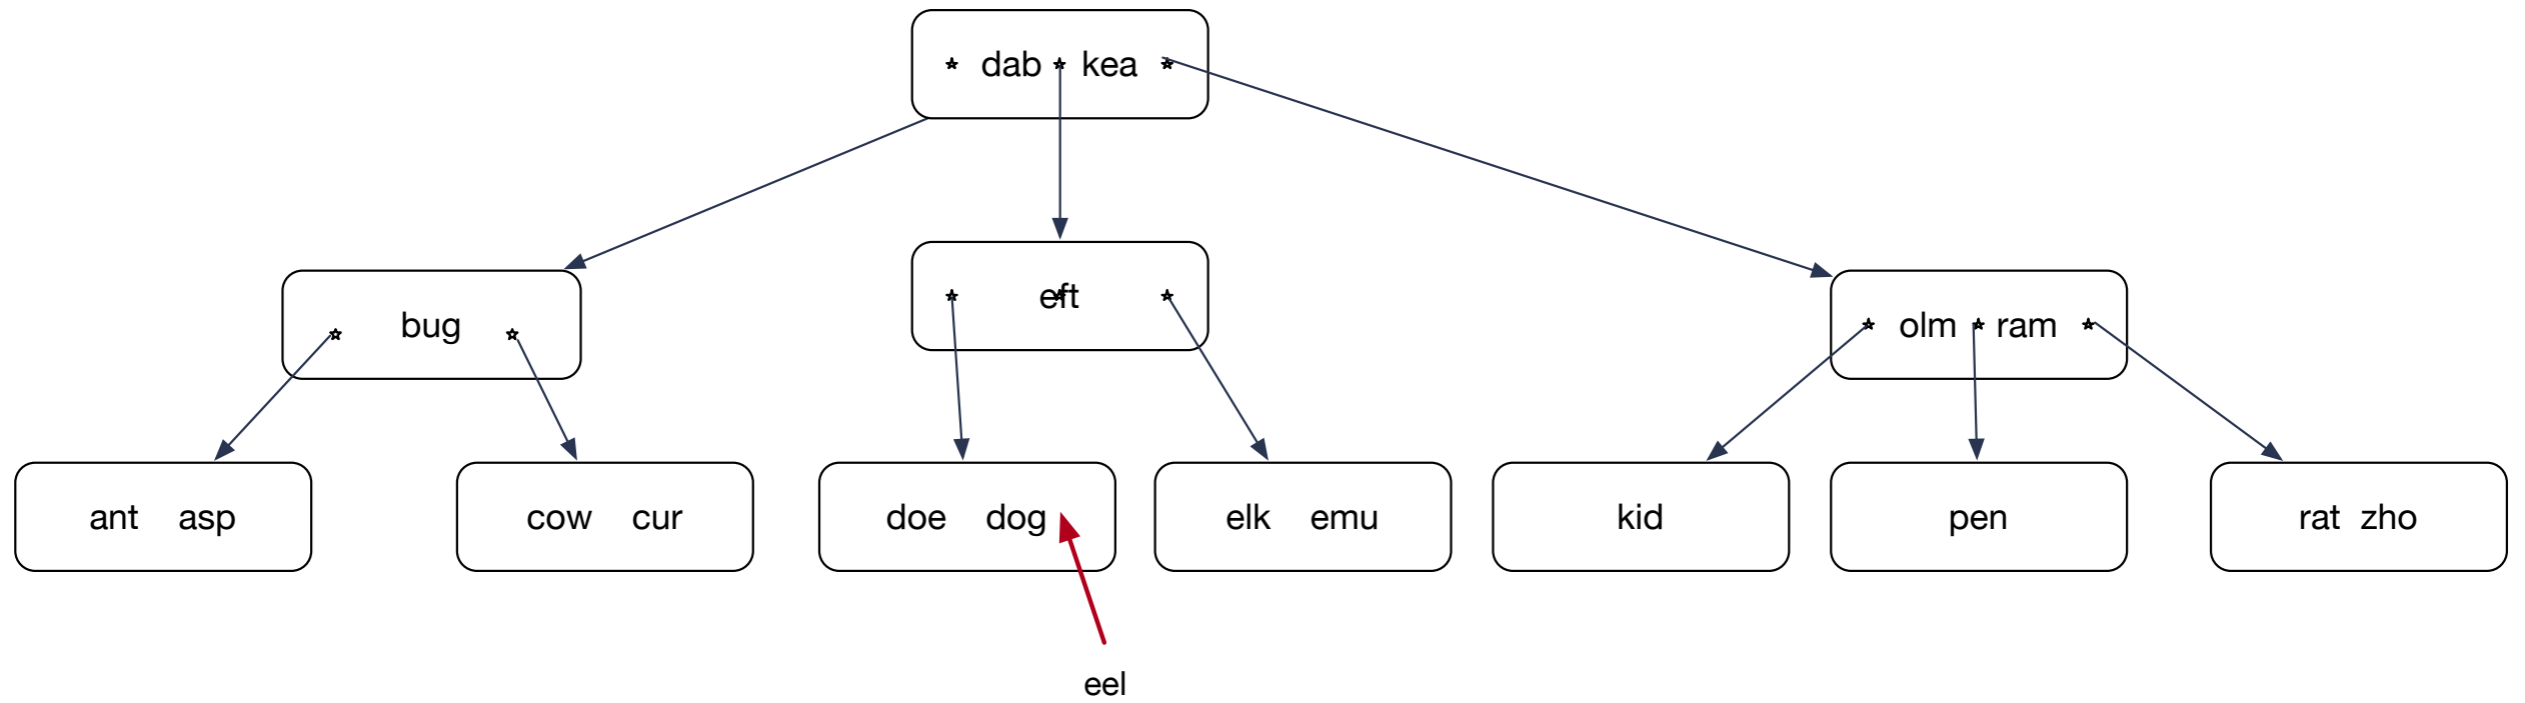 dab kea
bug
eft
olm ram
ant asp
cow cur
doe dog
elk emu
kid
pen
rat zho
eel